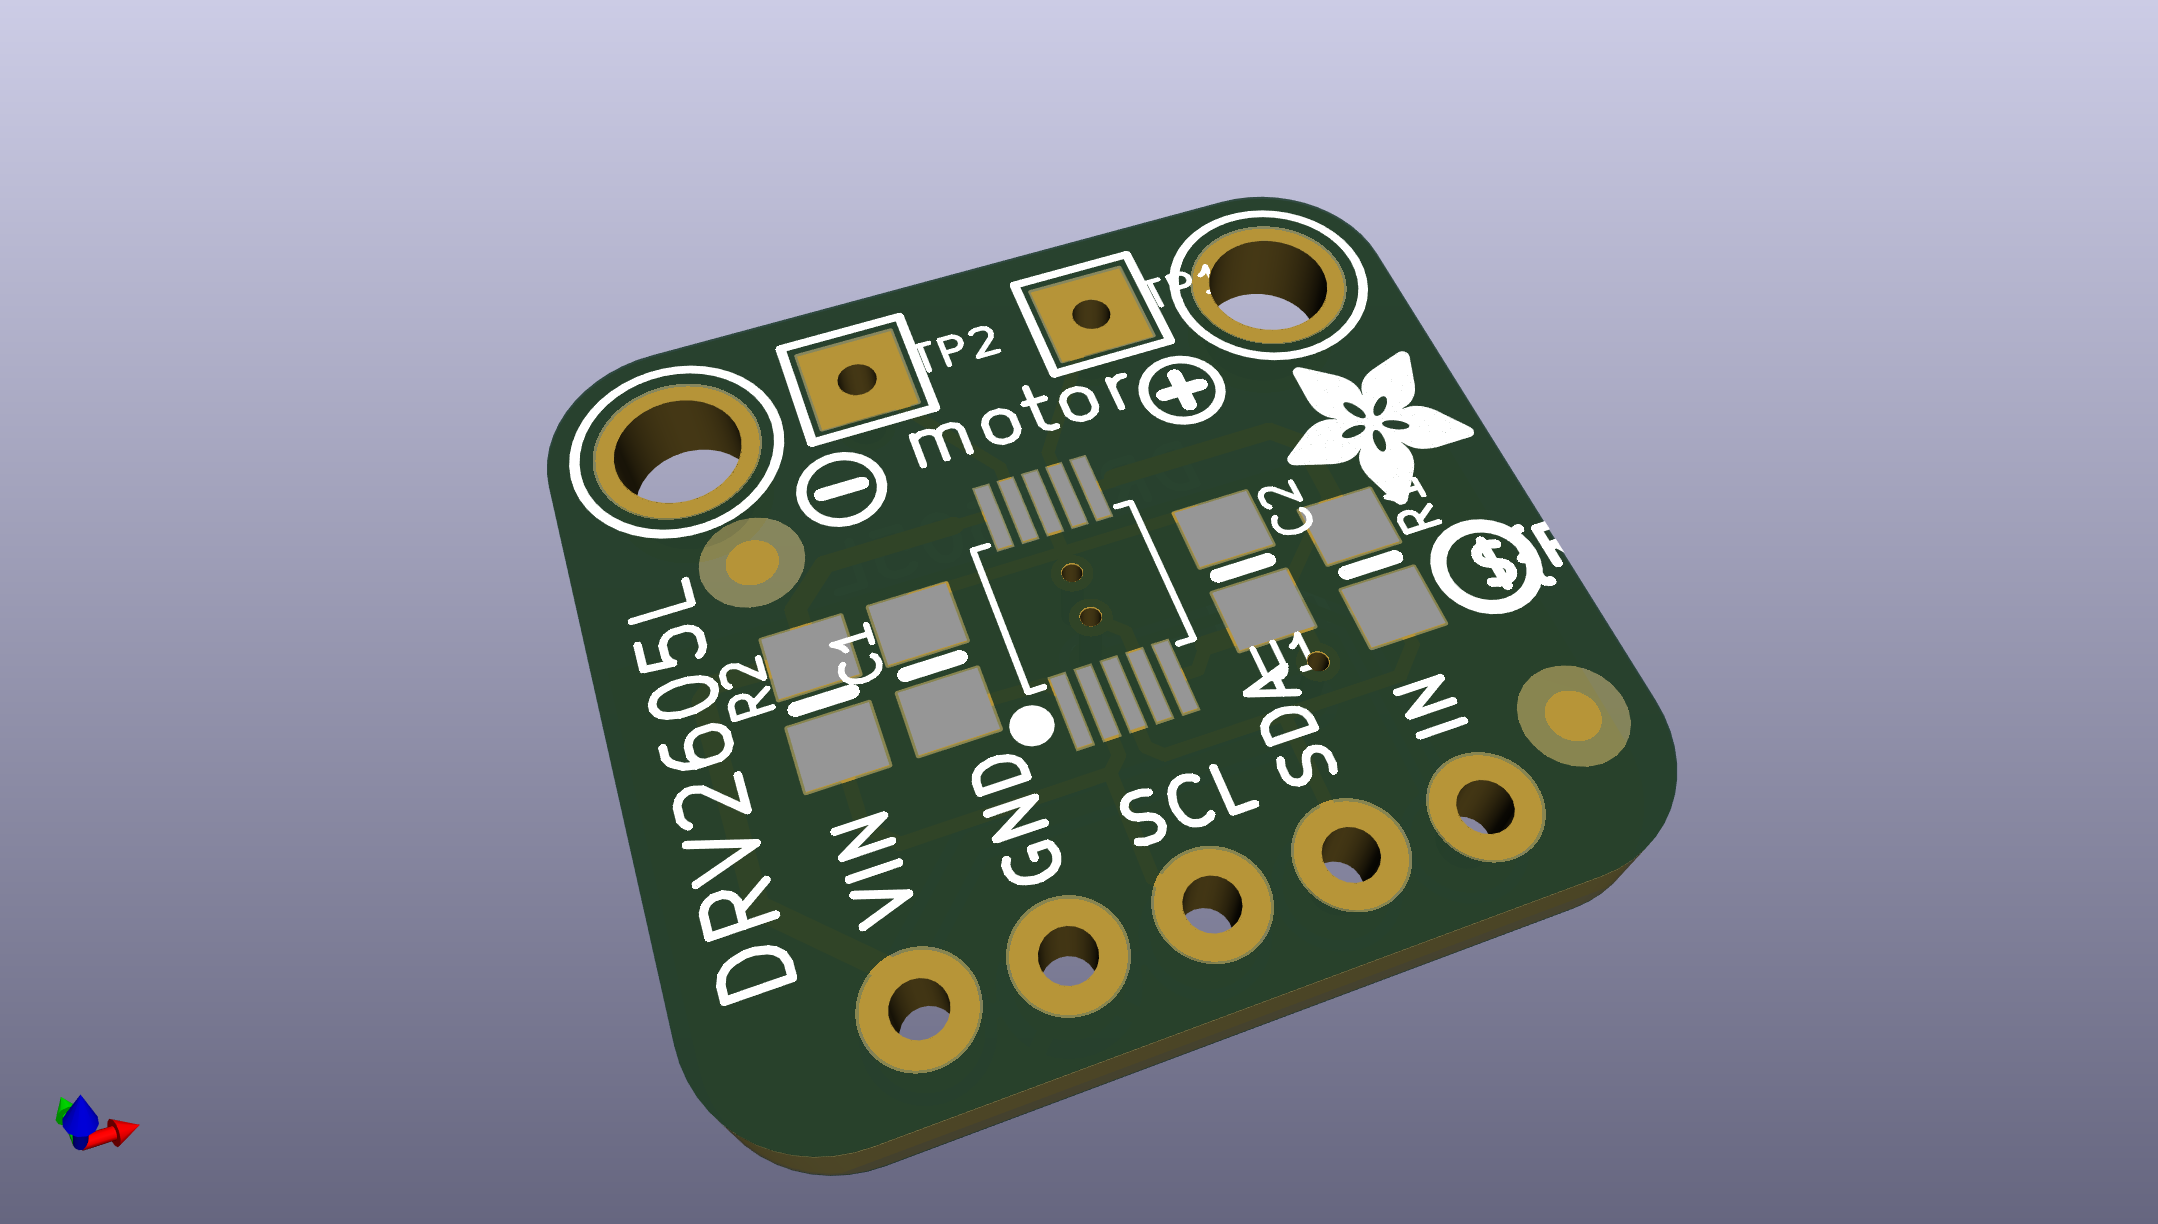 TP1
TP2
motor
C2
R1
$
C1
R2
DRV2605L
VIN
GND
SCL
SDA
IN